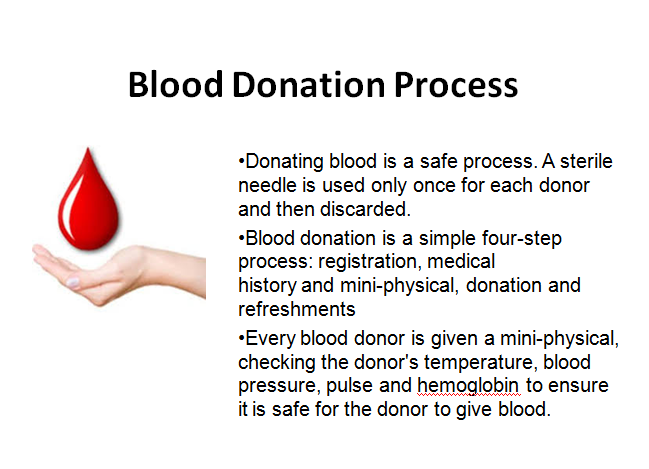 Blood Donation Process
•Donating blood is a safe process. A sterile
needle is used only once for each donor
and then discarded.
•Blood donation is a simple four-step
process: registration, medical
history and mini-physical, donation and
refreshments
•Every blood donor is given a mini-physical,
checking the donor's temperature, blood
pressure, pulse and hemoglobin to ensure
it is safe for the donor to give blood.